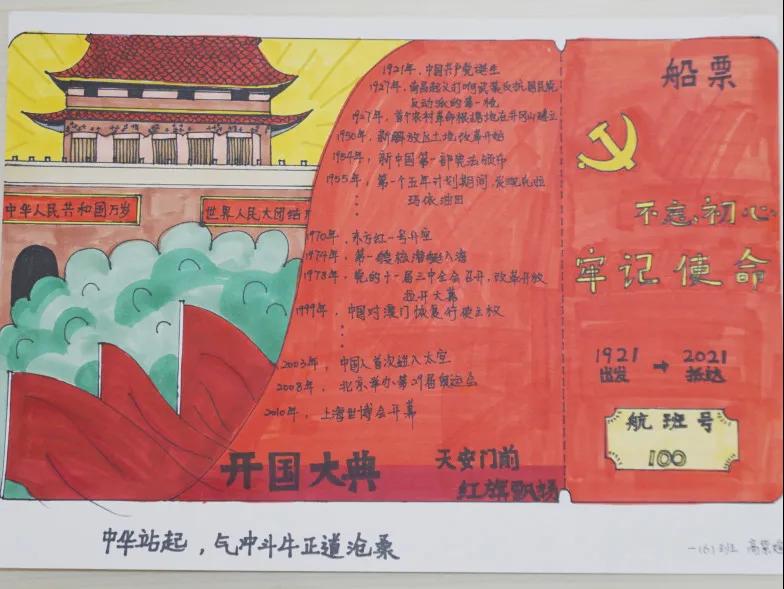 中华人民共和国万岁
世界人民大团结
1921年，中国共产党诞生
1927年，南昌起义打响武装反抗国民党
反动派的第一枪
1927年，首个农村革命根据地在井冈山建立
1950年，新解放区土地改革开始
1954年，新中国第一部宪法颁布
1955年，第一个五年计划期间，发现克拉
玛依油田
1970年，东方红一号升空
1974年，第一艘核潜艇入海
1978年，党的十一届三中全会召开，改革开放
拉开大幕
1999年，中国对澳门恢复行使主权
2003年，中国人首次进入太空
2008年，北京举办第29届奥运会
2010年，上海世博会开幕
开国大典
天安门前
红旗飘扬
船票
不忘初心
牢记使命
1921 → 2021
出发 抵达
航班号
100
中华站起，气冲斗牛正道沧桑
一（6）班 高紫